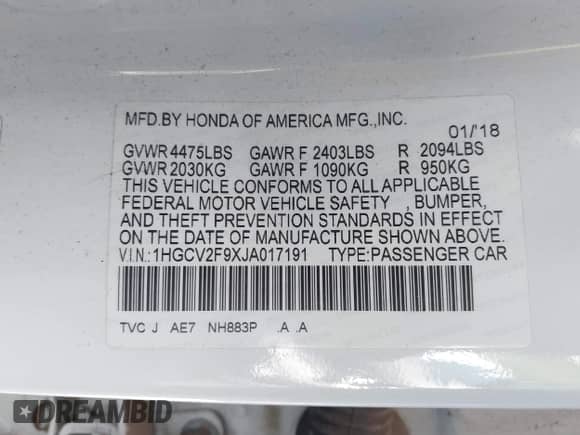 MFD.BY HONDA OF AMERICA MFG.,INC.
01/'18
GVWR 4475LBS GAWR F 2403LBS R 2094LBS
GVWR 2030KG GAWR F 1090KG R 950KG
THIS VEHICLE CONFORMS TO ALL APPLICABLE
FEDERAL MOTOR VEHICLE SAFETY , BUMPER,
AND THEFT PREVENTION STANDARDS IN EFFECT
ON THE DATE OF MANUFACTURE SHOWN ABOVE.
V.I.N.:1HGCV2F9XJA017191 TYPE:PASSENGER CAR
TVC J AE7 NH883P .A .A
DREAMBID